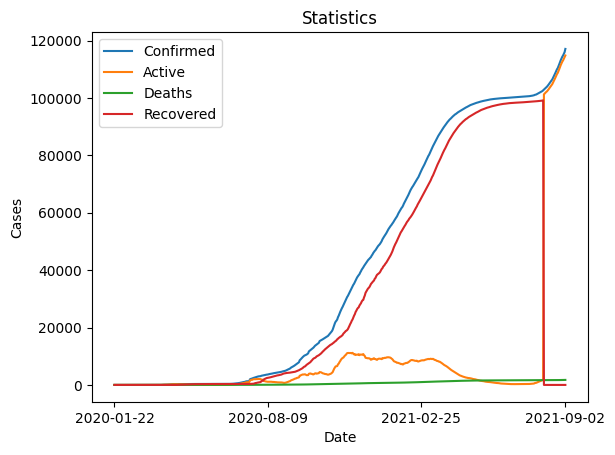 Statistics
Confirmed
Active
Deaths
Recovered
120000
100000
80000
60000
40000
20000
0
Cases
2020-01-22
2020-08-09
2021-02-25
2021-09-02
Date